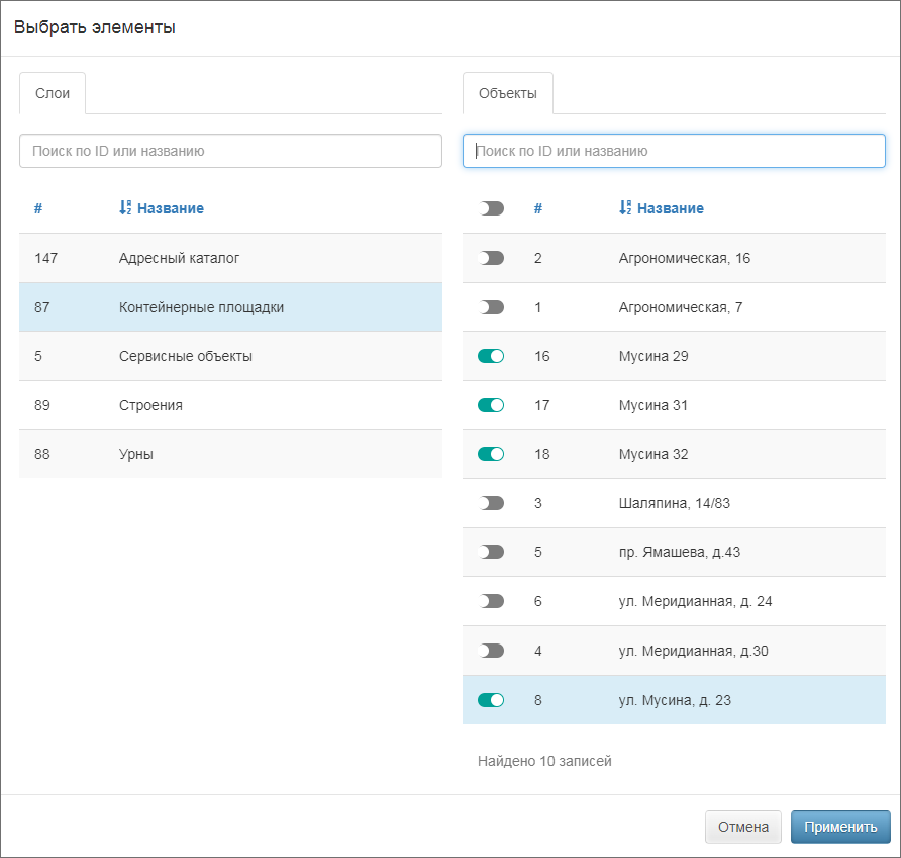 Выбрать элементы
Слои
Поиск по ID или названию
# Название
147 Адресный каталог
87 Контейнерные площадки
5 Сервисные объекты
89 Строения
88 Урны
Объекты
Поиск по ID или названию
# Название
2 Агрономическая, 16
1 Агрономическая, 7
16 Мусина 29
17 Мусина 31
18 Мусина 32
3 Шаляпина, 14/83
5 пр. Ямашева, д.43
6 ул. Меридианная, д. 24
4 ул. Меридианная, д.30
8 ул. Мусина, д. 23
Найдено 10 записей
Отмена
Применить